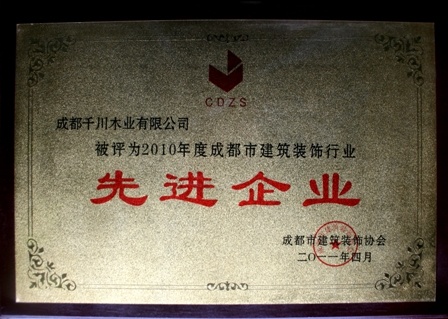 CDZS
成都千川木业有限公司
被评为2010年度成都市建筑装饰行业
先进企业
成都市建筑装饰协会
二〇一一年四月